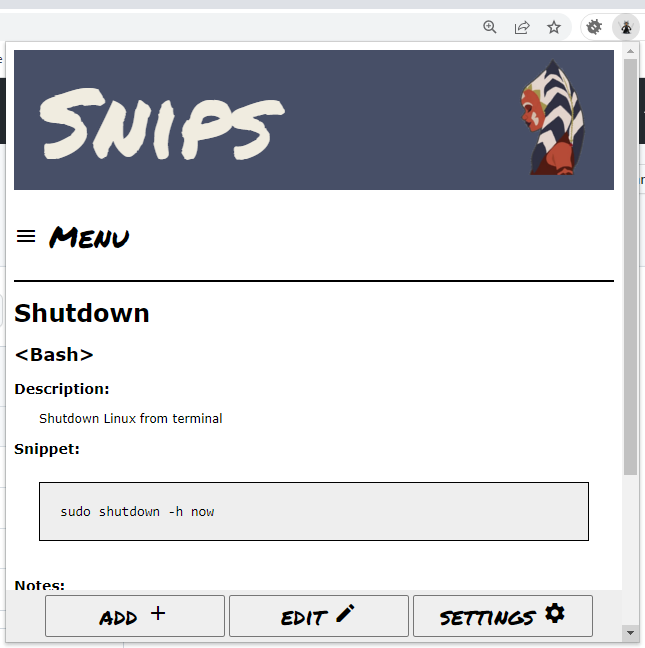 Snips
Menu
Shutdown
<Bash>
Description:
Shutdown Linux from terminal
Snippet:
sudo shutdown -h now
Notes:
ADD
EDIT
SETTINGS